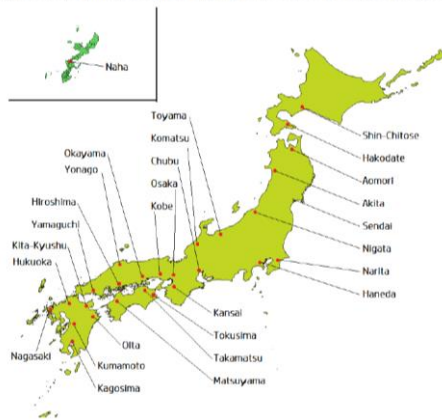 Naha
Toyama
Komatsu
Chubu
Osaka
Kobe
Okayama
Yonago
Hiroshima
Yamaguchi
Kita-Kyushu
Hukuoka
Nagasaki
Shin-Chitose
Hakodate
Aomori
Akita
Sendai
Nigata
Narita
Haneda
Kansai
Tokusima
Takamatsu
Matsuyama
Oita
Kumamoto
Kagosima